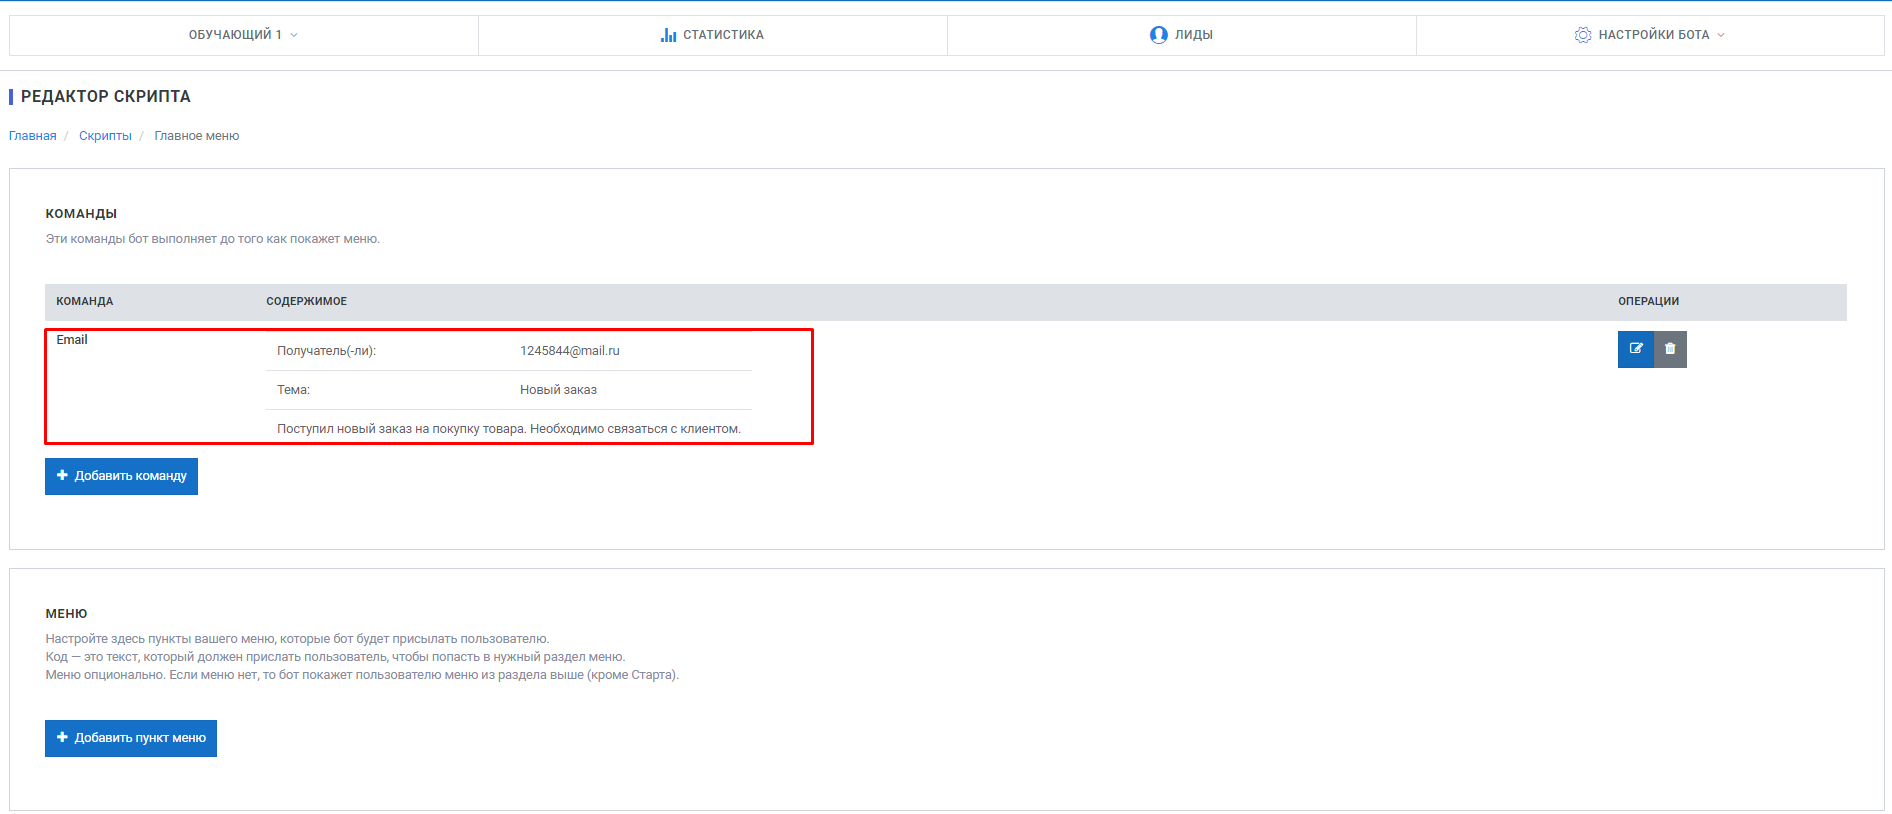 ОБУЧАЮЩИЙ 1
СТАТИСТИКА
ЛИДЫ
НАСТРОЙКИ БОТА
РЕДАКТОР СКРИПТА
Главная / Скрипты / Главное меню
КОМАНДЫ
Эти команды бот выполняет до того как покажет меню.
КОМАНДА СОДЕРЖИМОЕ ОПЕРАЦИИ
Email
Получатель(-ли): 1245844@mail.ru
Тема: Новый заказ
Поступил новый заказ на покупку товара. Необходимо связаться с клиентом.
Добавить команду
МЕНЮ
Настройте здесь пункты вашего меню, которые бот будет присылать пользователю.
Код — это текст, который должен прислать пользователь, чтобы попасть в нужный раздел меню.
Меню опционально. Если меню нет, то бот покажет пользователю меню из раздела выше (кроме Старта).
Добавить пункт меню